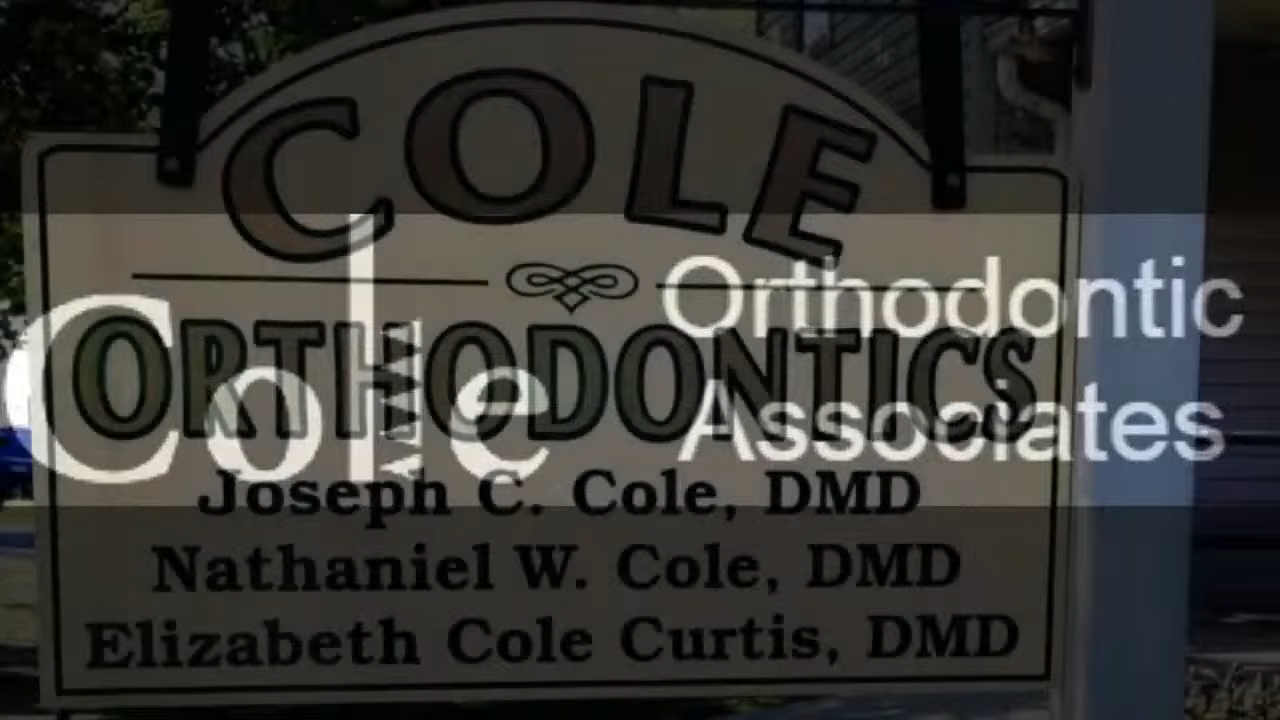 COLE
ORTHODONTICS
Joseph C. Cole, DMD
Nathaniel W. Cole, DMD
Elizabeth Cole Curtis, DMD
Cole
Orthodontic
Associates